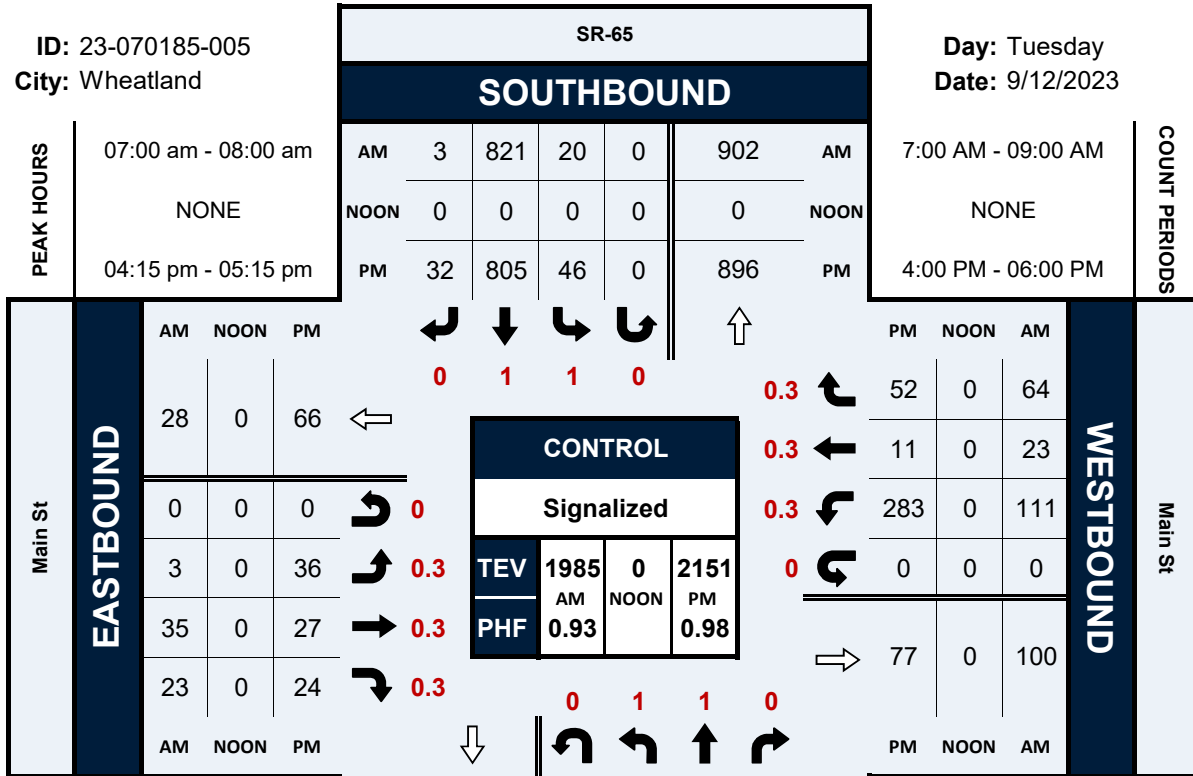 ID: 23-070185-005
City: Wheatland
SR-65
SOUTHBOUND
Day: Tuesday
Date: 9/12/2023
PEAK HOURS
07:00 am - 08:00 am
NONE
04:15 pm - 05:15 pm
AM 3 821 20 0 902 AM
NOON 0 0 0 0 0 NOON
PM 32 805 46 0 896 PM
7:00 AM - 09:00 AM
NONE
4:00 PM - 06:00 PM
COUNT PERIODS
0 1 1 0
Main St
EASTBOUND
AM NOON PM
28 0 66
0 0 0 0
3 0 36 0.3
35 0 27 0.3
23 0 24 0.3
AM NOON PM
CONTROL
Signalized
TEV 1985 0 2151
AM NOON PM
PHF 0.93 0.98
PM NOON AM
0.3 52 0 64
0.3 11 0 23
0.3 283 0 111
0 0 0 0
77 0 100
PM NOON AM
WESTBOUND
Main St
0 1 1 0